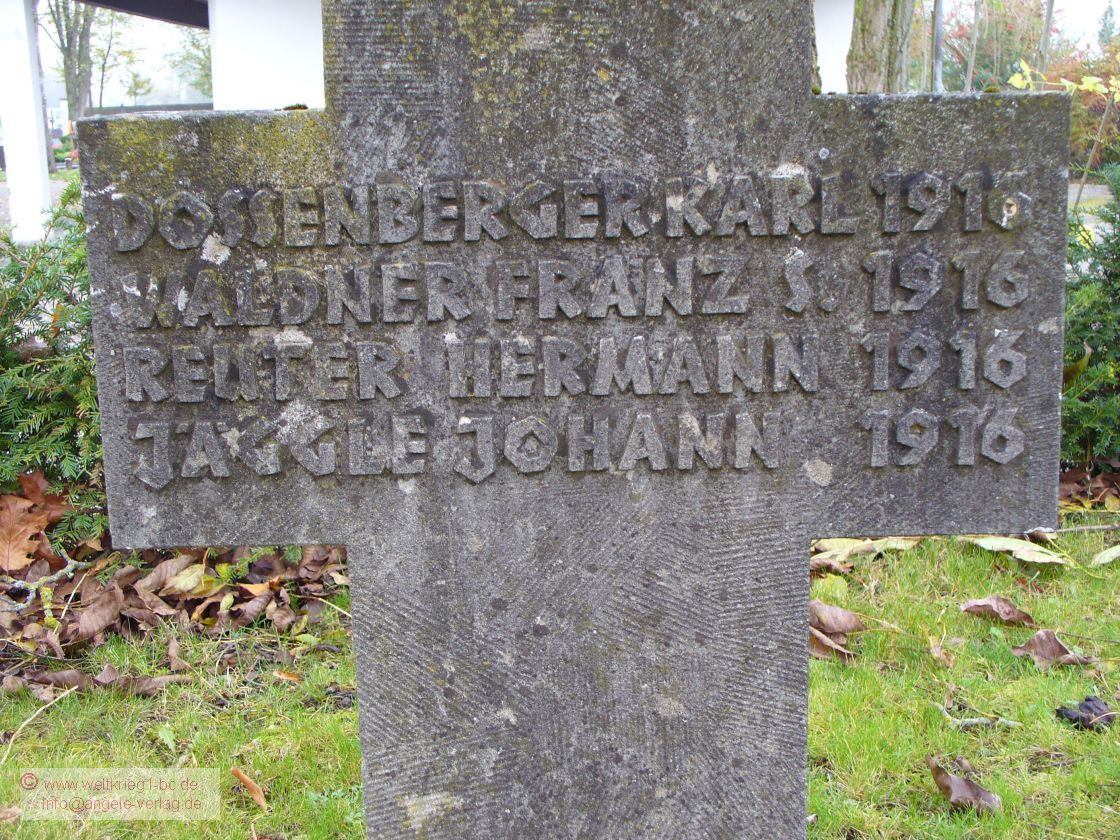 DOSSENBERGER KARL 1916
WALDNER FRANZ S. 1916
REUTER HERMANN 1916
JÄGGLE JOHANN 1916
© www.weltkrieg1-bc.de
Info@angele-verlag.de